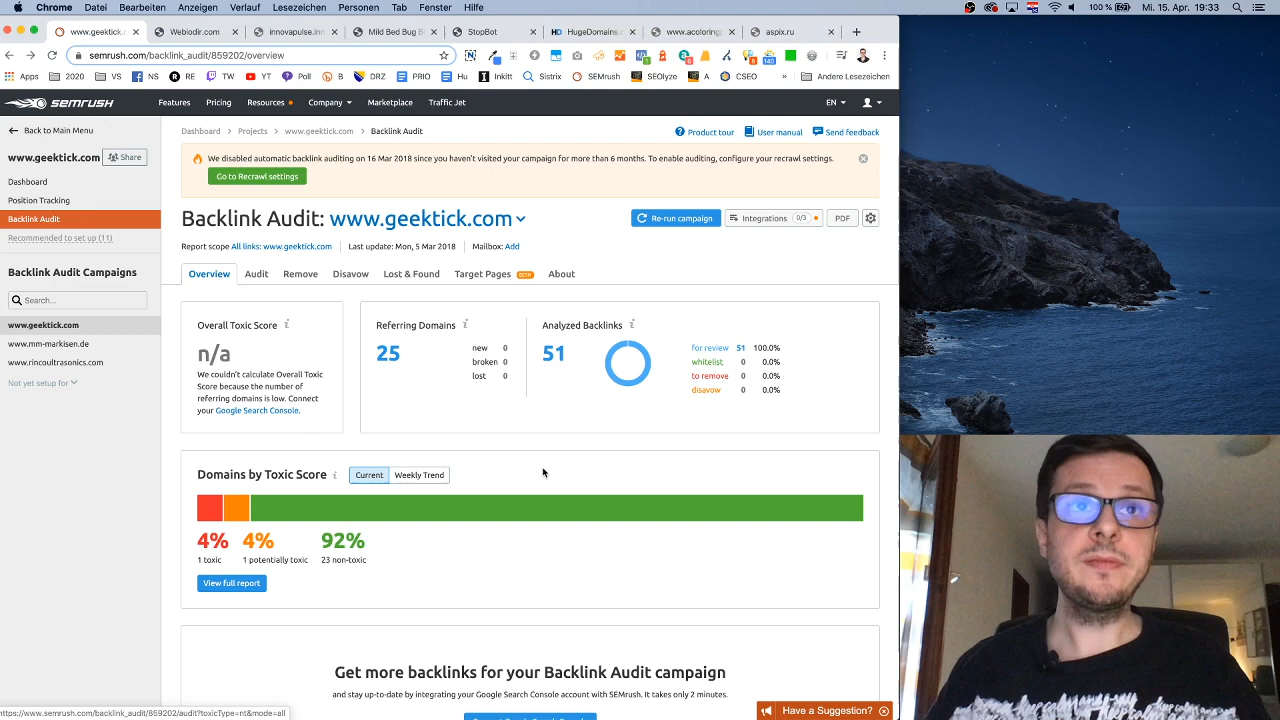 Chrome Datei Bearbeiten Anzeigen Verlauf Lesezeichen Personen Tab Fenster Hilfe
100 % Mi. 15. Apr. 19:33
www.geektick.c
Webiodir.com
innovapulse.in
Mild Bed Bug B
StopBot
HD HugeDomains.
www.acoloringp
aspix.ru
semrush.com/backlink_audit/859202/overview
Apps 2020 VS NS RE TW YT Poll B DRZ PRIO Hu Inkitt Sistrix SEMrush SEOlyze A CSEO » Andere Lesezeichen
SEMRUSH Features Pricing Resources Company Marketplace Traffic Jet EN
Back to Main Menu
www.geektick.com Share
Dashboard
Position Tracking
Backlink Audit
Recommended to set up (11)
Backlink Audit Campaigns
Search...
www.geektick.com
www.mm-markisen.de
www.rincoultrasonics.com
Not yet setup for
Dashboard > Projects > www.geektick.com > Backlink Audit
Product tour User manual Send feedback
We disabled automatic backlink auditing on 16 Mar 2018 since you haven't visited your campaign for more than 6 months. To enable auditing, configure your recrawl settings.
Go to Recrawl settings
Backlink Audit: www.geektick.com
Re-run campaign Integrations 0/3 PDF
Report scope All links: www.geektick.com Last update: Mon, 5 Mar 2018 Mailbox: Add
Overview Audit Remove Disavow Lost & Found Target Pages BETA About
Overall Toxic Score i
n/a
We couldn't calculate Overall Toxic
Score because the number of
referring domains is low. Connect
your Google Search Console.
Referring Domains i
25
new 0
broken 0
lost 0
Analyzed Backlinks i
51
for review 51 100.0%
whitelist 0 0.0%
to remove 0 0.0%
disavow 0 0.0%
Domains by Toxic Score i Current Weekly Trend
4% 4% 92%
1 toxic 1 potentially toxic 23 non-toxic
View full report
Get more backlinks for your Backlink Audit campaign
and stay up-to-date by integrating your Google Search Console account with SEMrush. It takes only 2 minutes.
Have a Suggestion?
https://www.semrush.com/backlink_audit/859202/audit?toxicType=nt&mode=all